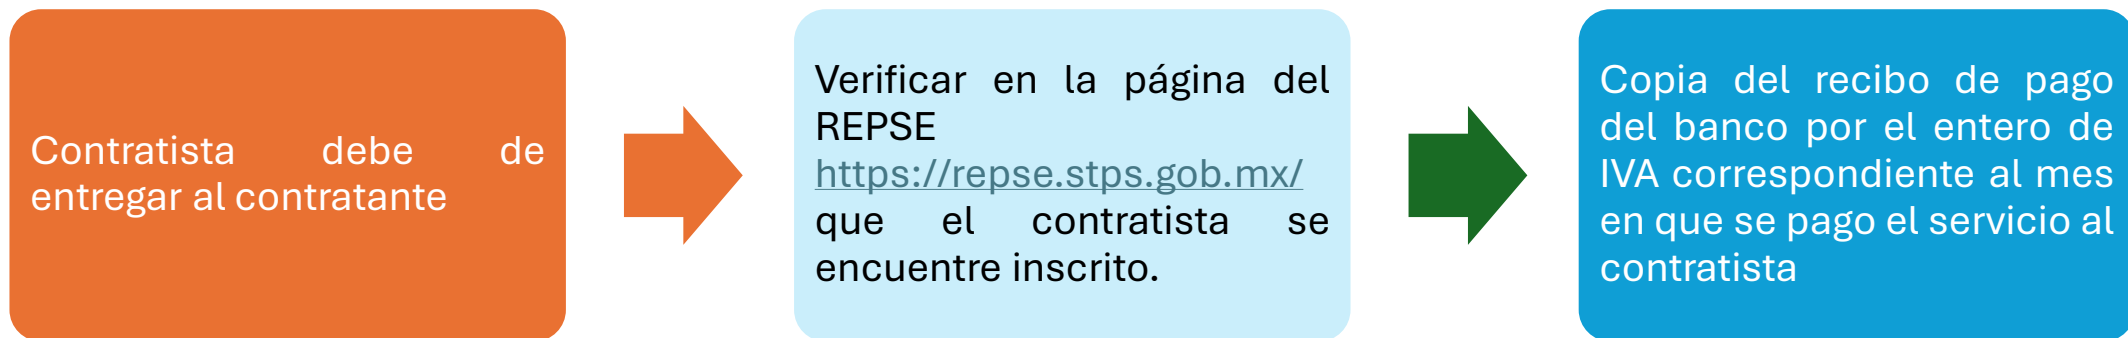 Contratista debe de
entregar al contratante
Verificar en la página del
REPSE
https://repse.stps.gob.mx/
que el contratista se
encuentre inscrito.
Copia del recibo de pago
del banco por el entero de
IVA correspondiente al mes
en que se pago el servicio al
contratista